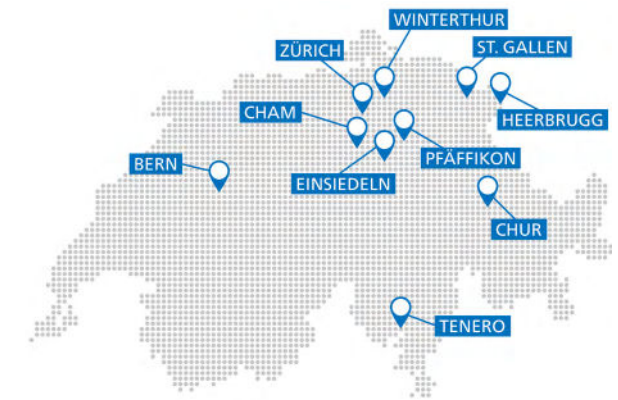 WINTERTHUR
ZÜRICH
ST. GALLEN
CHAM
HEERBRUGG
BERN
PFÄFFIKON
EINSIEDELN
CHUR
TENERO